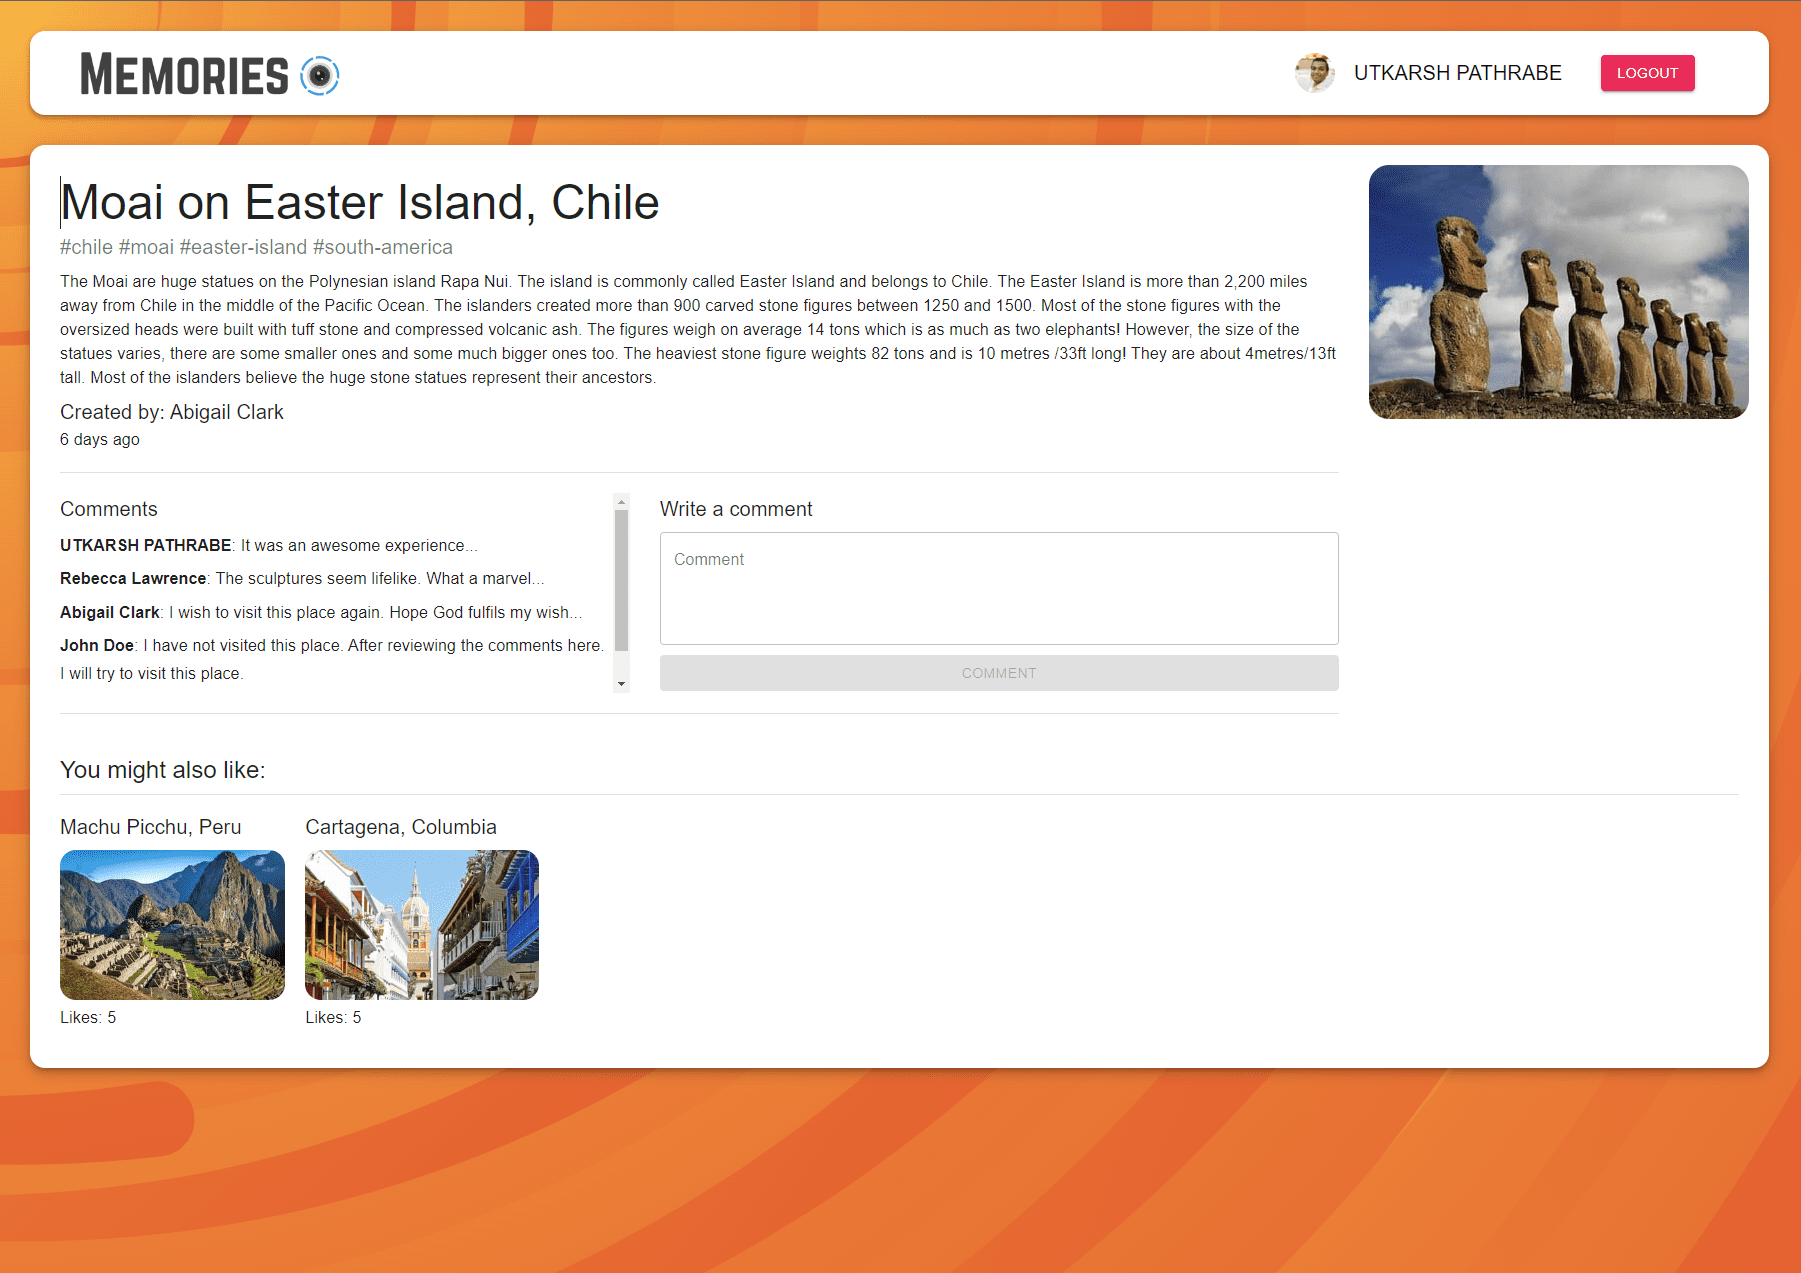 MEMORIES
UTKARSH PATHRABE
LOGOUT
Moai on Easter Island, Chile
#chile #moai #easter-island #south-america
The Moai are huge statues on the Polynesian island Rapa Nui. The island is commonly called Easter Island and belongs to Chile. The Easter Island is more than 2,200 miles
away from Chile in the middle of the Pacific Ocean. The islanders created more than 900 carved stone figures between 1250 and 1500. Most of the stone figures with the
oversized heads were built with tuff stone and compressed volcanic ash. The figures weigh on average 14 tons which is as much as two elephants! However, the size of the
statues varies, there are some smaller ones and some much bigger ones too. The heaviest stone figure weights 82 tons and is 10 metres /33ft long! They are about 4metres/13ft
tall. Most of the islanders believe the huge stone statues represent their ancestors.
Created by: Abigail Clark
6 days ago
Comments
UTKARSH PATHRABE: It was an awesome experience...
Rebecca Lawrence: The sculptures seem lifelike. What a marvel...
Abigail Clark: I wish to visit this place again. Hope God fulfils my wish...
John Doe: I have not visited this place. After reviewing the comments here.
I will try to visit this place.
Write a comment
Comment
COMMENT
You might also like:
Machu Picchu, Peru
Cartagena, Columbia
Likes: 5
Likes: 5